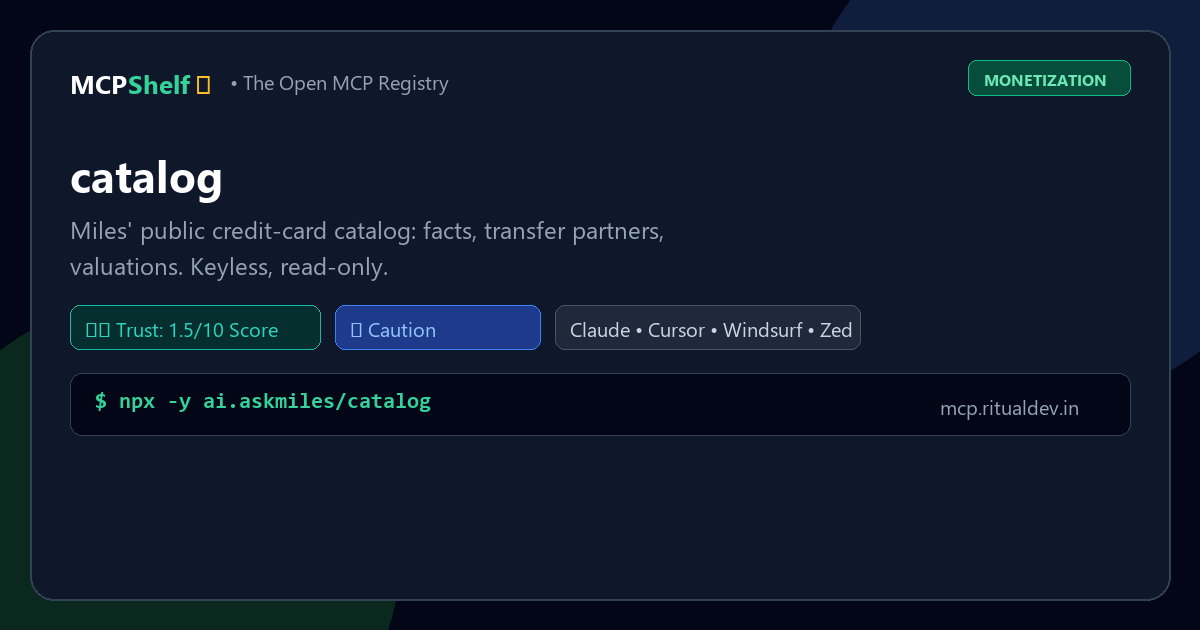 MCPShelf • The Open MCP Registry
MONETIZATION
catalog
Miles' public credit-card catalog: facts, transfer partners,
valuations. Keyless, read-only.
Trust: 1.5/10 Score
Caution
Claude • Cursor • Windsurf • Zed
$ npx -y ai.askmiles/catalog
mcp.ritualdev.in